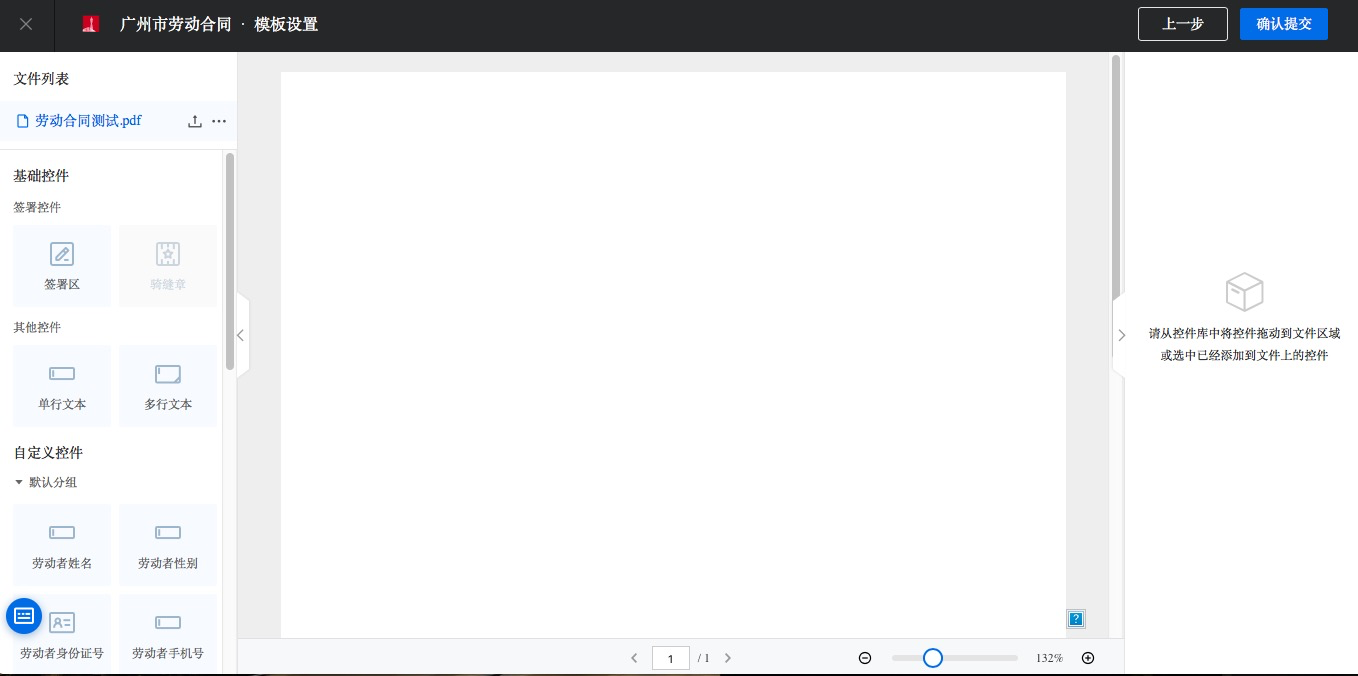 广州市劳动合同 · 模板设置
上一步
确认提交
文件列表
劳动合同测试.pdf
基础控件
签署控件
签署区
骑缝章
其他控件
单行文本
多行文本
自定义控件
默认分组
劳动者姓名
劳动者性别
劳动者身份证号
劳动者手机号
?
1
/ 1
132%
请从控件库中将控件拖动到文件区域
或选中已经添加到文件上的控件